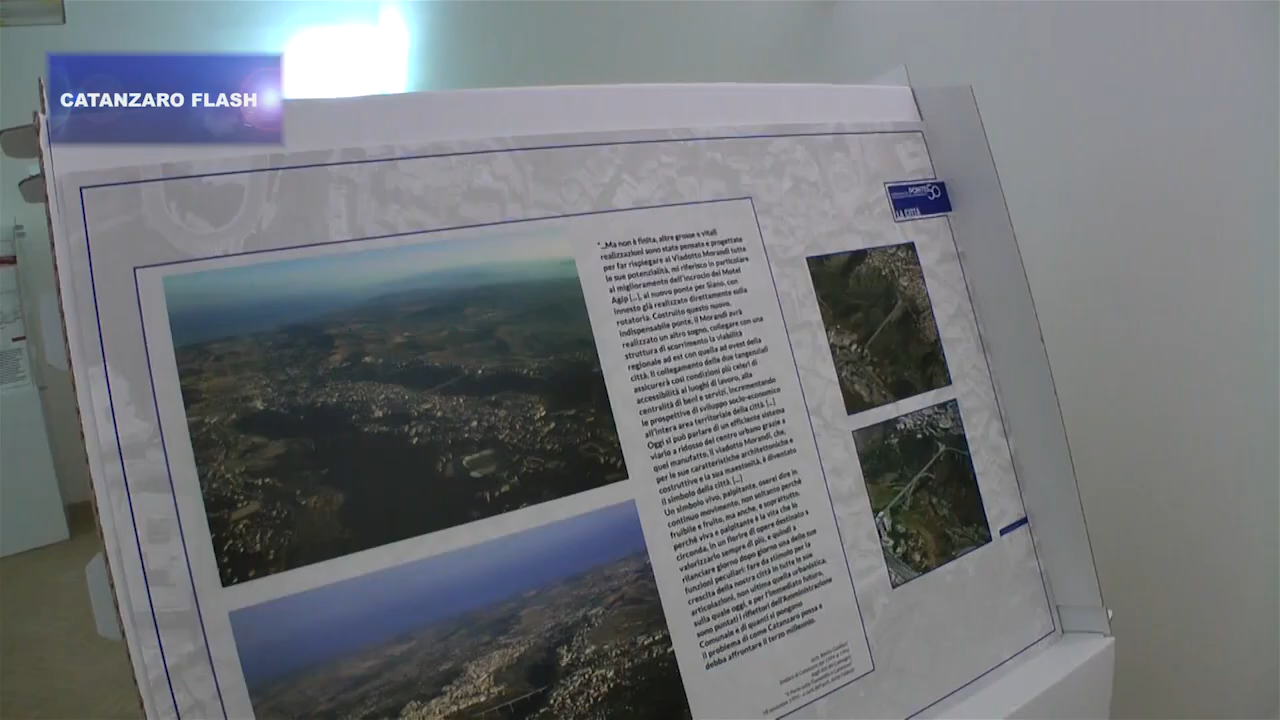 CATANZARO FLASH
PONTE50
LA CITTÀ
"...Ma non è finita, altre grosse e vitali
realizzazioni sono state pensate e progettate
per far rispiegare al Viadotto Morandi tutte
le sue potenzialità, mi riferisco in particolare
al miglioramento dell'incrocio del Motel
Agip [...], al nuovo ponte per Siano, con
innesto già realizzato direttamente sulla
rotatoria. Costruito questo nuovo,
indispensabile ponte, il Morandi avrà
realizzato un altro sogno, collegare con una
struttura di scorrimento la viabilità
regionale ad est con quella ad ovest della
città. Il collegamento delle due tangenziali
assicurerà così condizioni più celeri di
accessibilità ai luoghi di lavoro, alla
centralità di beni e servizi, incrementando
le prospettive di sviluppo socio-economico
all'intera area territoriale della città. [...]
Oggi si può parlare di un efficiente sistema
viario a ridosso del centro urbano grazie a
quel manufatto, il viadotto Morandi, che,
per le sue caratteristiche architettoniche e
costruttive e la sua maestosità, è diventato
il simbolo della città. [...]
Un simbolo vivo, palpitante, oserei dire in
continuo movimento, non soltanto perché
fruibile e fruito, ma anche, e soprattutto,
perché viva e palpitante è la vita che lo
circonda, in un fiorire di opere destinate a
valorizzarlo sempre di più, e quindi a
rilanciare giorno dopo giorno una delle sue
funzioni peculiari: fare da stimolo per la
crescita della nostra città in tutte le sue
articolazioni, non ultima quella urbanistica,
sulla quale oggi, e per l'immediato futuro,
sono puntati i riflettori dell'Amministrazione
Comunale e di quanti si pongono
il problema di come Catanzaro possa e
debba affrontare il terzo millennio.